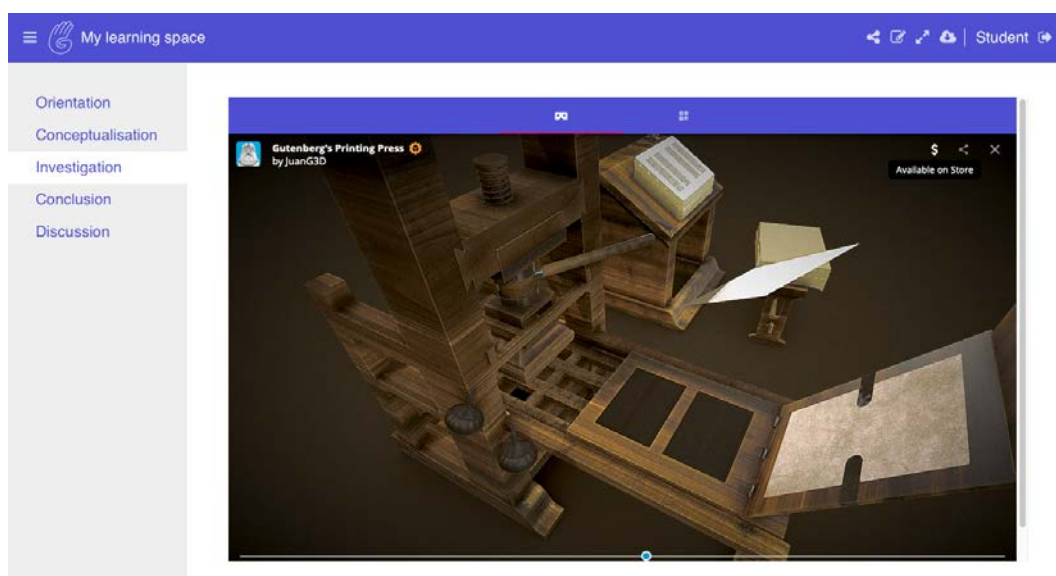 My learning space
Student
Orientation
Conceptualisation
Investigation
Conclusion
Discussion
Gutenberg's Printing Press
by JuanG3D
$
Available on Store